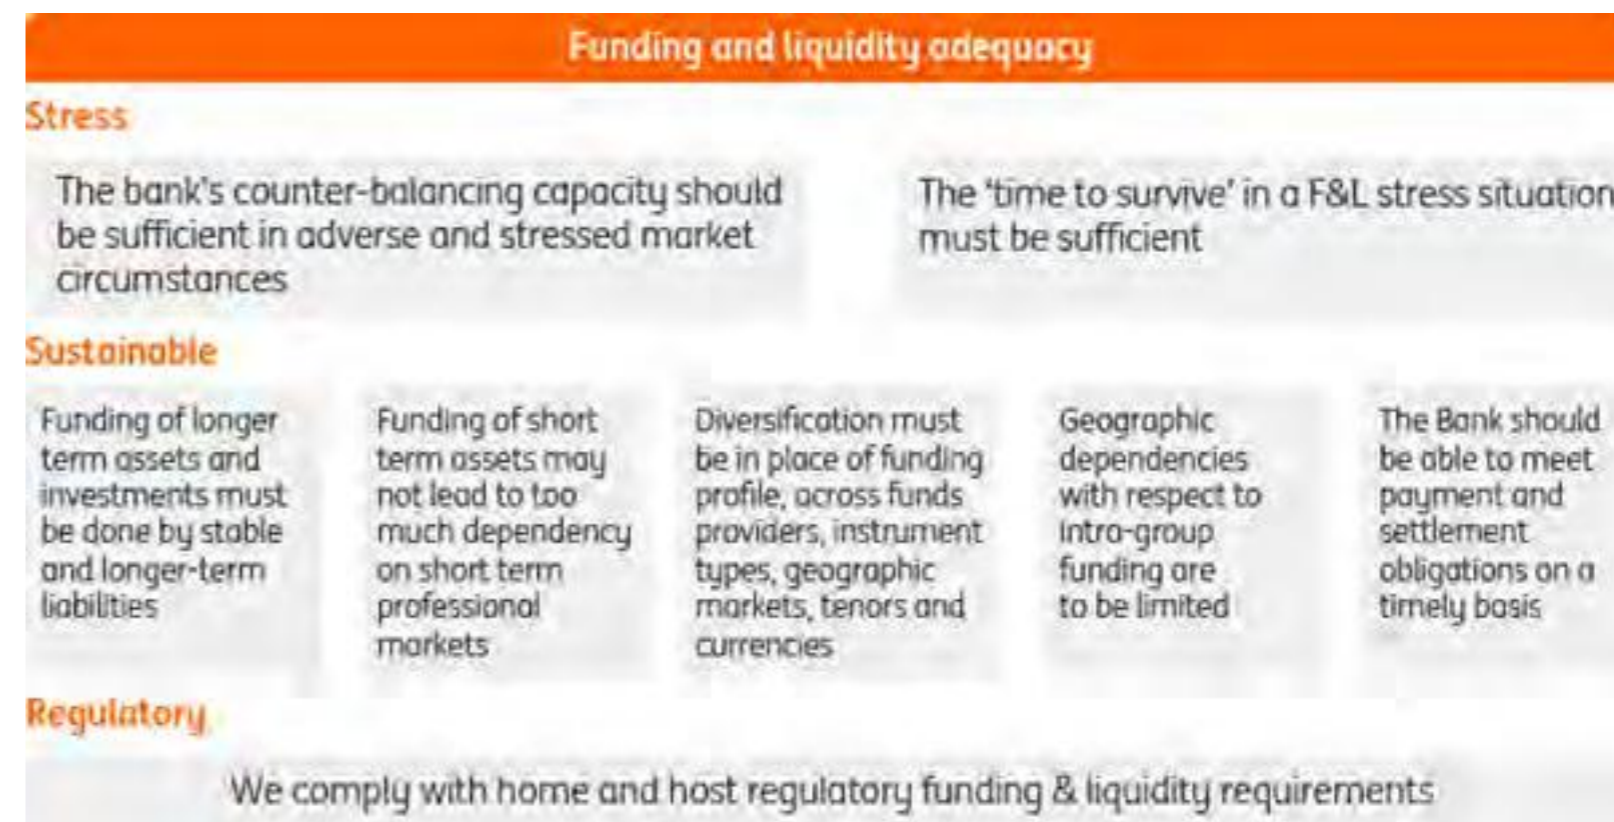 Funding and liquidity adequacy
Stress
The bank's counter-balancing capacity should
be sufficient in adverse and stressed market
circumstances
The 'time to survive' in a F&L stress situation
must be sufficient
Sustainable
Funding of longer
term assets and
investments must
be done by stable
and longer-term
liabilities
Funding of short
term assets may
not lead to too
much dependency
on short term
professional
markets
Diversification must
be in place of funding
profile, across funds
providers, instrument
types, geographic
markets, tenors and
currencies
Geographic
dependencies
with respect to
intra-group
funding are
to be limited
The Bank should
be able to meet
payment and
settlement
obligations on a
timely basis
Regulatory
We comply with home and host regulatory funding & liquidity requirements